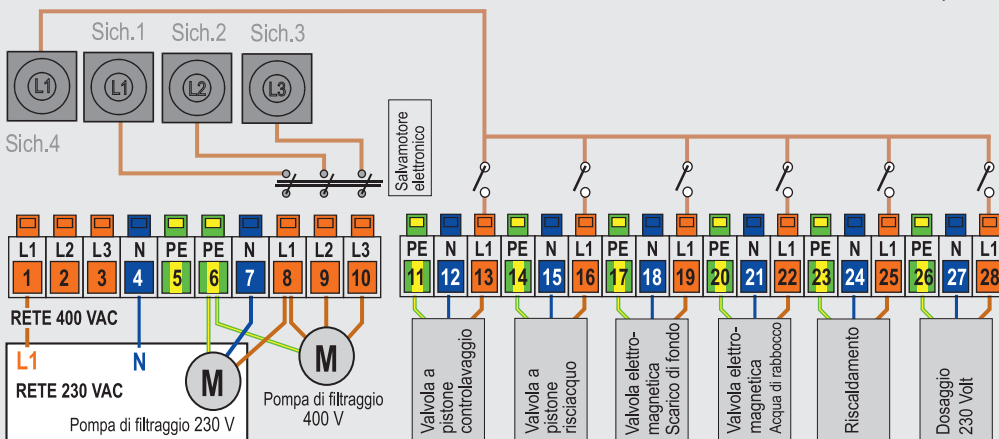 Sich.1 Sich.2 Sich.3
L1 L1 L2 L3
Sich.4
Salvamotore
elettronico
L1 L2 L3 N PE PE N L1 L2 L3 PE N L1 PE N L1 PE N L1 PE N L1 PE N L1 PE N L1
1 2 3 4 5 6 7 8 9 10 11 12 13 14 15 16 17 18 19 20 21 22 23 24 25 26 27 28
RETE 400 VAC
L1 N
RETE 230 VAC
M
Pompa di filtraggio 230 V
M
Pompa di filtraggio
400 V
Valvola a
pistone
controlavaggio
Valvola a
pistone
risciacquo
Valvola elettro-
magnetica
Scarico di fondo
Valvola elettro-
magnetica
Acqua di rabbocco
Riscaldamento
Dosaggio
230 Volt